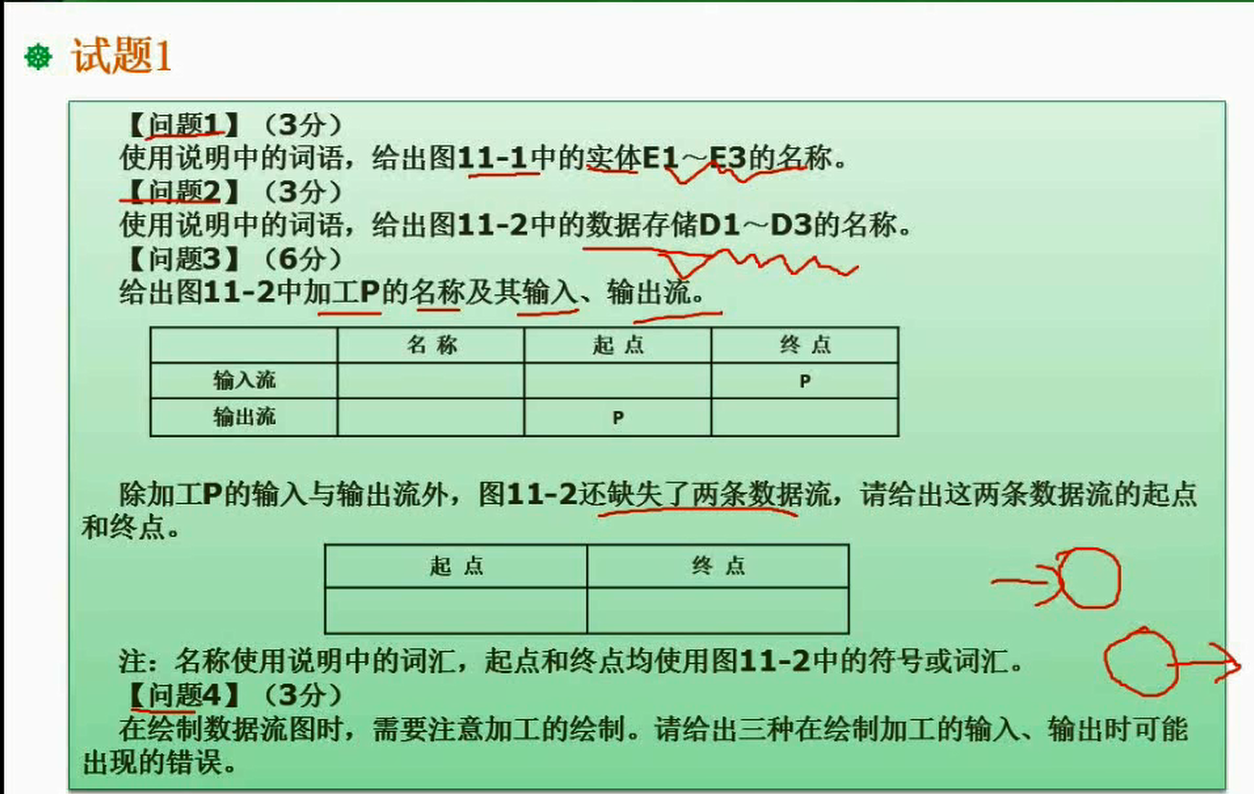 试题1
【问题1】（3分）
使用说明中的词语，给出图11-1中的实体E1～E3的名称。
【问题2】（3分）
使用说明中的词语，给出图11-2中的数据存储D1～D3的名称。
【问题3】（6分）
给出图11-2中加工P的名称及其输入、输出流。
名 称 起 点 终 点
输入流 P
输出流 P
除加工P的输入与输出流外，图11-2还缺失了两条数据流，请给出这两条数据流的起点
和终点。
起 点 终 点
注：名称使用说明中的词汇，起点和终点均使用图11-2中的符号或词汇。
【问题4】（3分）
在绘制数据流图时，需要注意加工的绘制。请给出三种在绘制加工的输入、输出时可能
出现的错误。